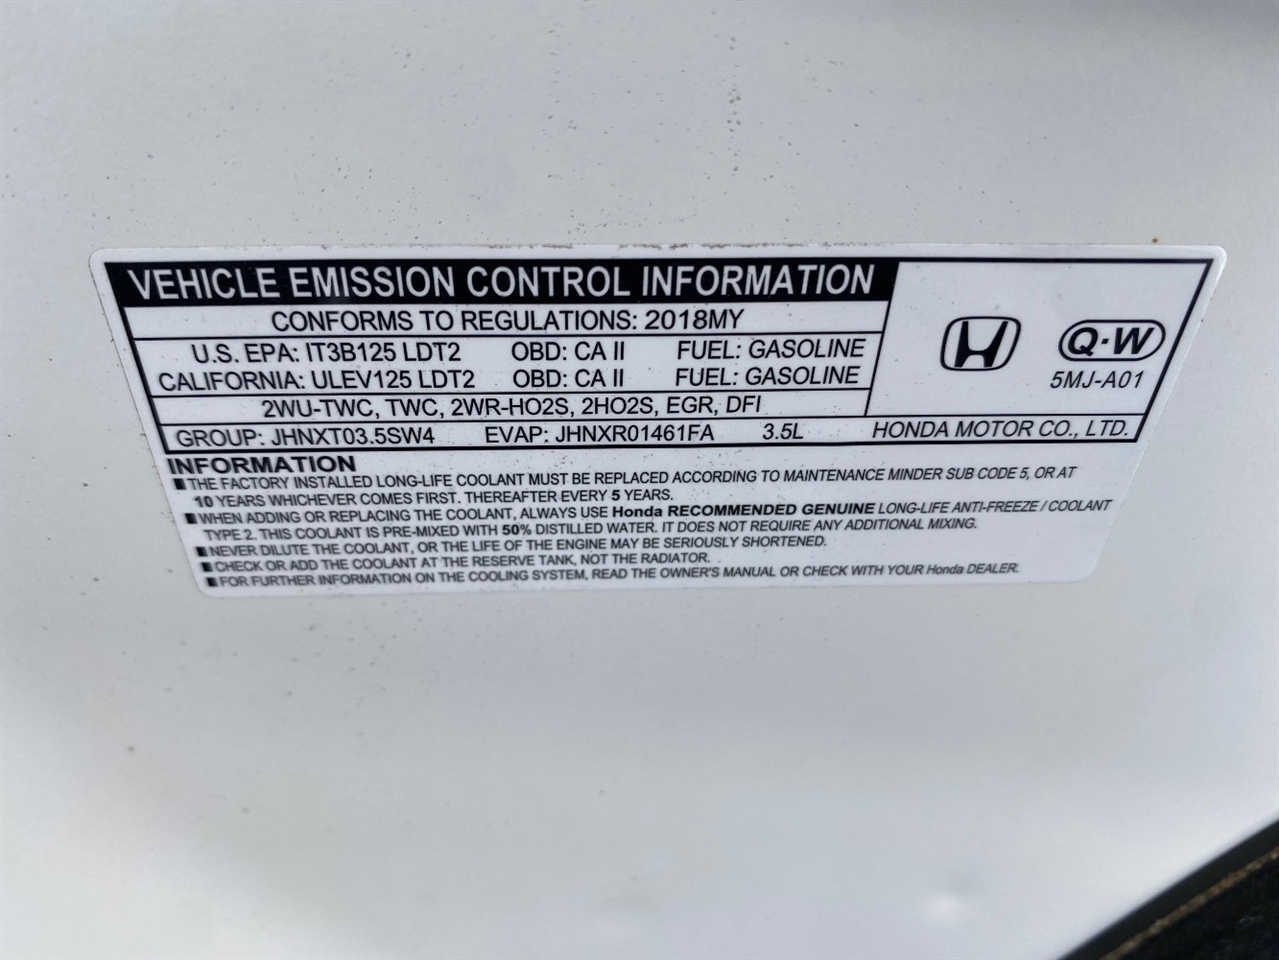 VEHICLE EMISSION CONTROL INFORMATION
CONFORMS TO REGULATIONS: 2018MY
U.S. EPA: IT3B125 LDT2 OBD: CA II FUEL: GASOLINE
CALIFORNIA: ULEV125 LDT2 OBD: CA II FUEL: GASOLINE
2WU-TWC, TWC, 2WR-HO2S, 2HO2S, EGR, DFI
GROUP: JHNXT03.5SW4 EVAP: JHNXR01461FA 3.5L
Q·W
5MJ-A01
HONDA MOTOR CO., LTD.
INFORMATION
■ THE FACTORY INSTALLED LONG-LIFE COOLANT MUST BE REPLACED ACCORDING TO MAINTENANCE MINDER SUB CODE 5, OR AT
10 YEARS WHICHEVER COMES FIRST. THEREAFTER EVERY 5 YEARS.
■ WHEN ADDING OR REPLACING THE COOLANT, ALWAYS USE Honda RECOMMENDED GENUINE LONG-LIFE ANTI-FREEZE / COOLANT
TYPE 2. THIS COOLANT IS PRE-MIXED WITH 50% DISTILLED WATER. IT DOES NOT REQUIRE ANY ADDITIONAL MIXING.
■ NEVER DILUTE THE COOLANT, OR THE LIFE OF THE ENGINE MAY BE SERIOUSLY SHORTENED.
■ CHECK OR ADD THE COOLANT AT THE RESERVE TANK, NOT THE RADIATOR.
■ FOR FURTHER INFORMATION ON THE COOLING SYSTEM, READ THE OWNER'S MANUAL OR CHECK WITH YOUR Honda DEALER.